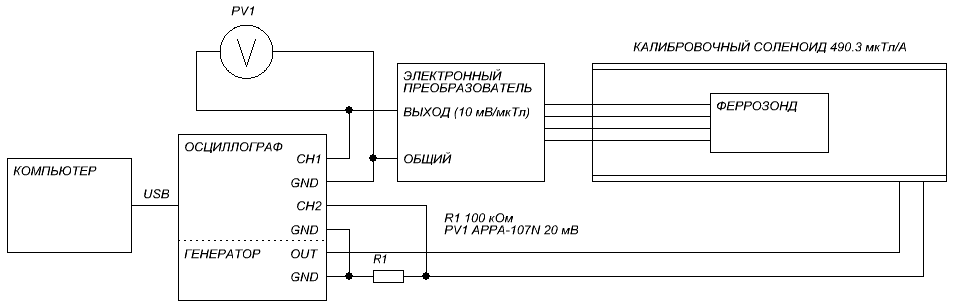 PV1
V
КАЛИБРОВОЧНЫЙ СОЛЕНОИД 490.3 мкТл/А
ЭЛЕКТРОННЫЙ
ПРЕОБРАЗОВАТЕЛЬ
ВЫХОД (10 мВ/мкТл)
ОБЩИЙ
ФЕРРОЗОНД
ОСЦИЛЛОГРАФ
CH1
GND
CH2
GND
ГЕНЕРАТОР
OUT
GND
КОМПЬЮТЕР
USB
R1 100 кОм
PV1 APPA-107N 20 мВ
R1